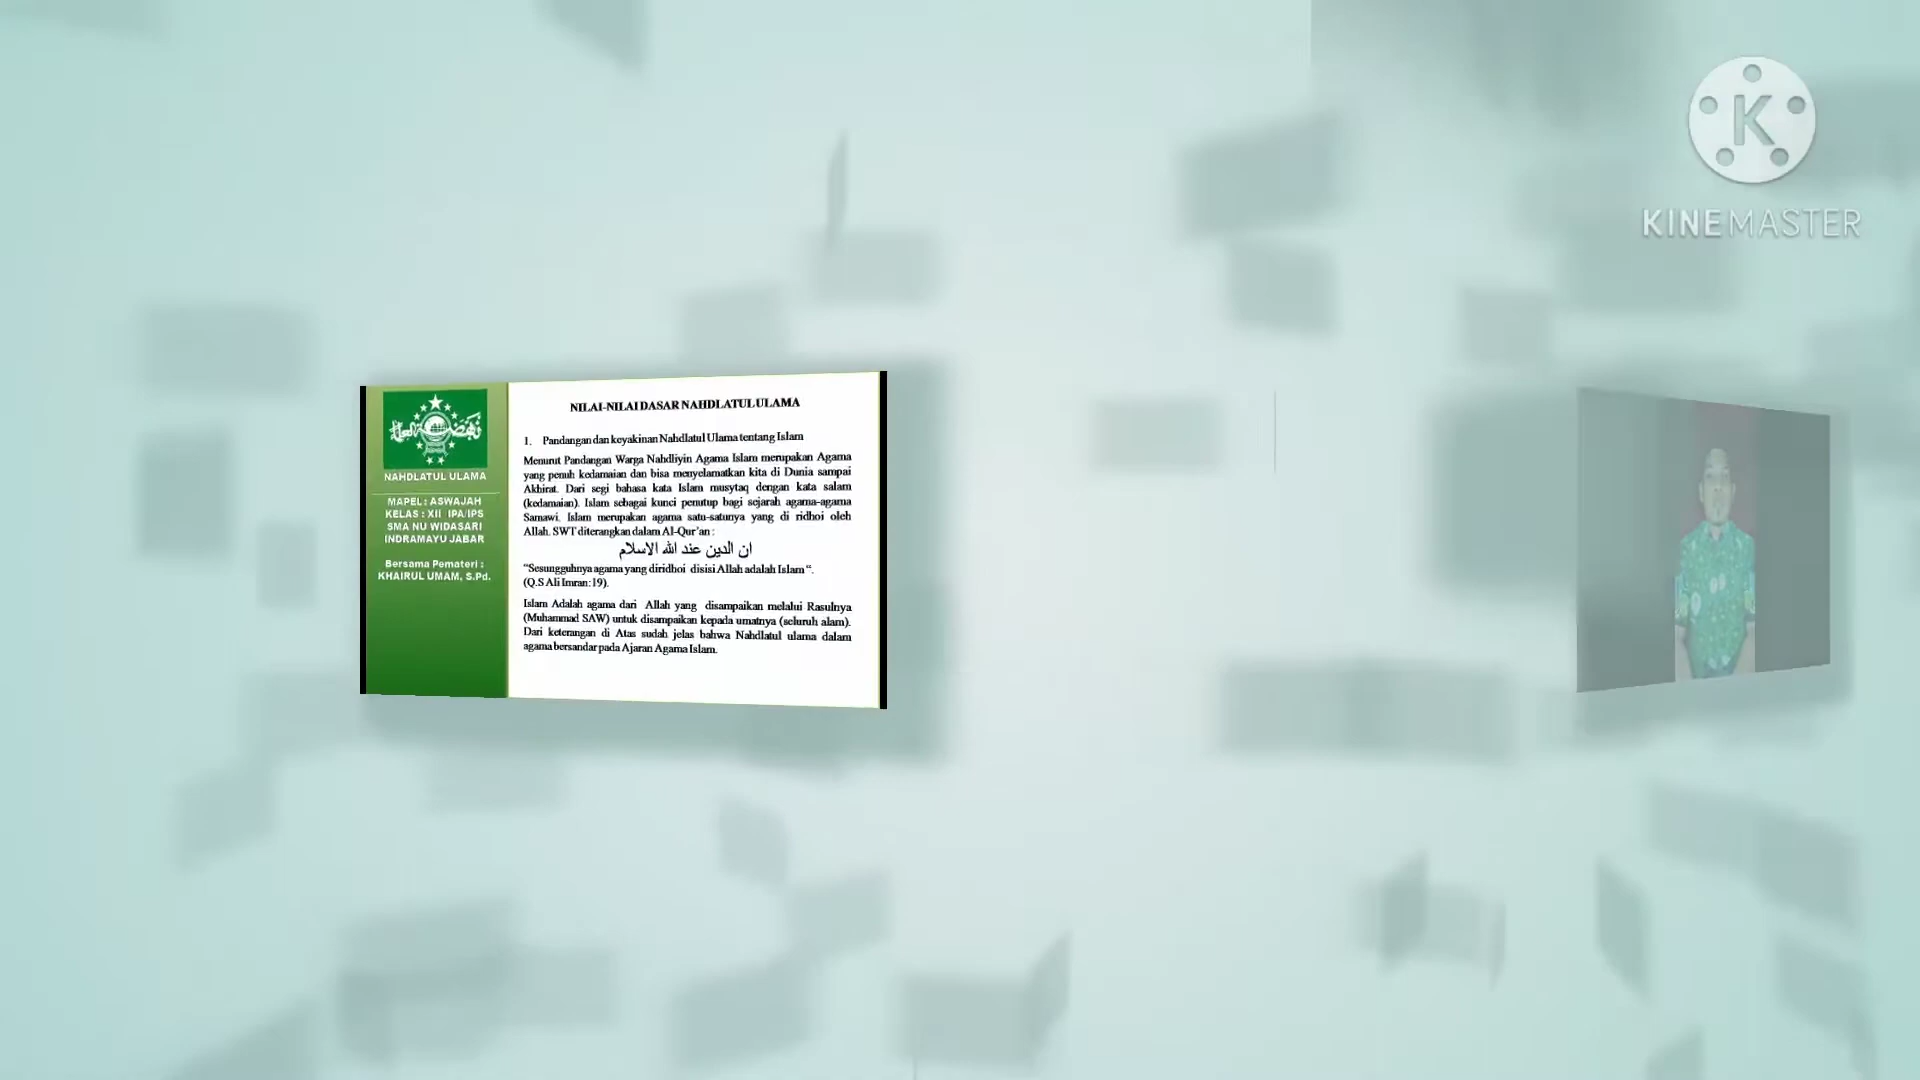 K
KINEMASTER
NAHDLATUL ULAMA
MAPEL : ASWAJAH
KELAS : XII IPA/IPS
SMA NU WIDASARI
INDRAMAYU JABAR
Bersama Pemateri :
KHAIRUL UMAM, S.Pd.
NILAI-NILAI DASAR NAHDLATUL ULAMA
1. Pandangan dan keyakinan Nahdlatul Ulama tentang Islam
Menurut Pandangan Warga Nahdliyin Agama Islam merupakan Agama
yang penuh kedamaian dan bisa menyelamatkan kita di Dunia sampai
Akhirat. Dari segi bahasa kata Islam musytaq dengan kata salam
(kedamaian). Islam sebagai kunci penutup bagi sejarah agama-agama
Samawi. Islam merupakan agama satu-satunya yang di ridhoi oleh
Allah. SWT diterangkan dalam Al-Qur'an :
ان الدين عند الله الاسلام
"Sesungguhnya agama yang diridhoi disisi Allah adalah Islam".
(Q.S Ali Imran: 19).
Islam Adalah agama dari Allah yang disampaikan melalui Rasulnya
(Muhammad SAW) untuk disampaikan kepada umatnya (seluruh alam).
Dari keterangan di Atas sudah jelas bahwa Nahdlatul ulama dalam
agama bersandar pada Ajaran Agama Islam.